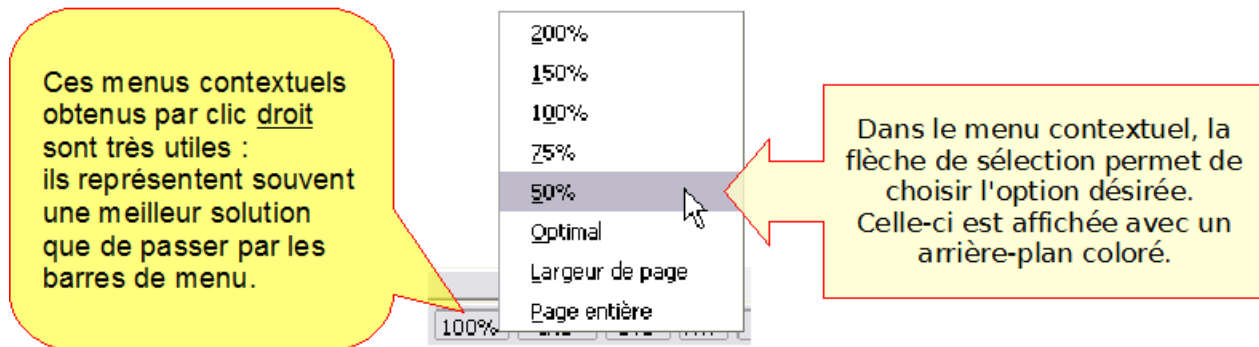 Ces menus contextuels
obtenus par clic droit
sont très utiles :
ils représentent souvent
une meilleur solution
que de passer par les
barres de menu.
200%
150%
100%
75%
50%
Optimal
Largeur de page
Page entière
100%
Dans le menu contextuel, la
flèche de sélection permet de
choisir l'option désirée.
Celle-ci est affichée avec un
arrière-plan coloré.